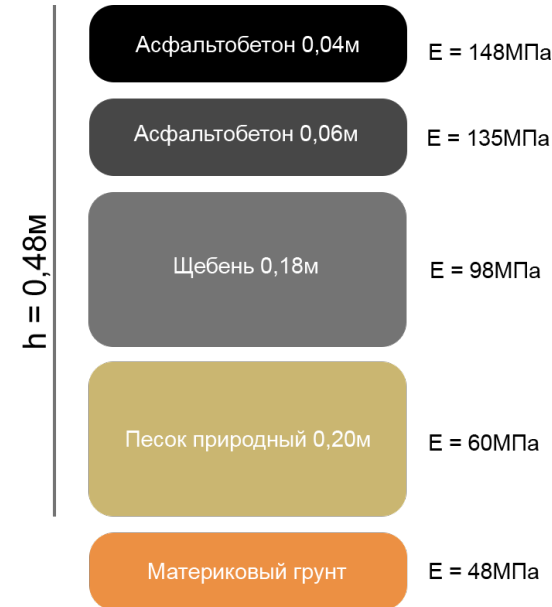 Асфальтобетон 0,04м
E = 148МПа
Асфальтобетон 0,06м
E = 135МПа
h = 0,48м
Щебень 0,18м
E = 98МПа
Песок природный 0,20м
E = 60МПа
Материковый грунт
E = 48МПа